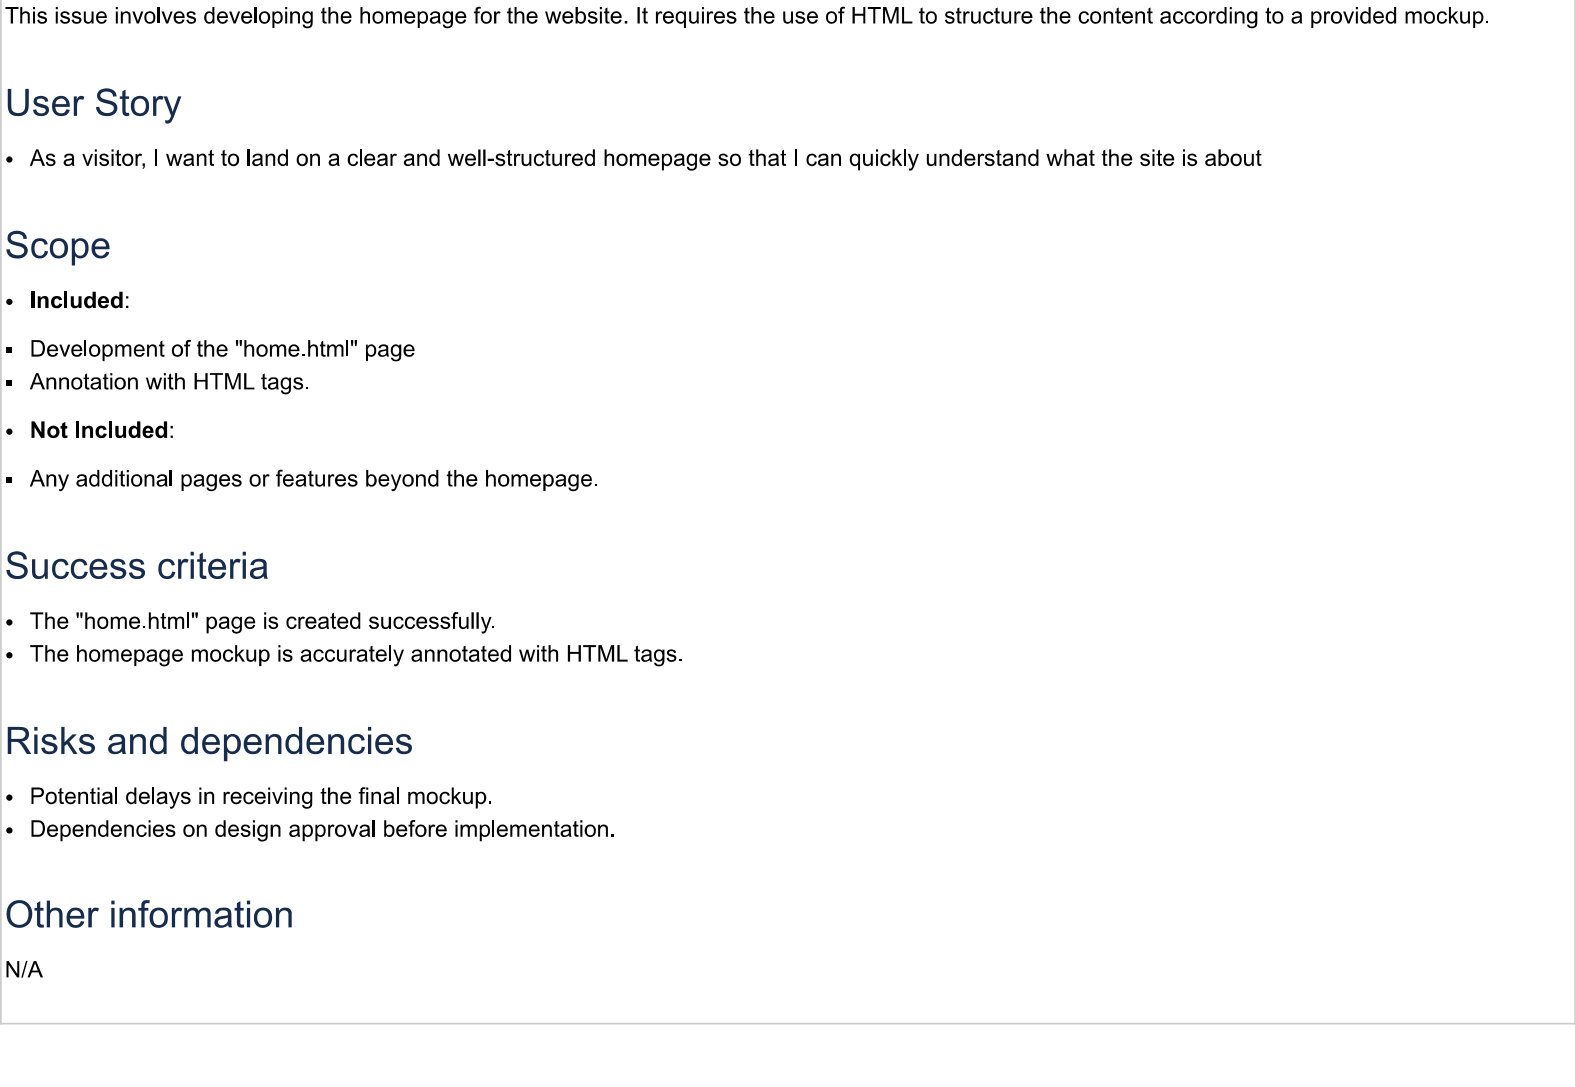 This issue involves developing the homepage for the website. It requires the use of HTML to structure the content according to a provided mockup.
User Story
• As a visitor, I want to land on a clear and well-structured homepage so that I can quickly understand what the site is about
Scope
• Included:
▪ Development of the "home.html" page
▪ Annotation with HTML tags.
• Not Included:
▪ Any additional pages or features beyond the homepage.
Success criteria
• The "home.html" page is created successfully.
• The homepage mockup is accurately annotated with HTML tags.
Risks and dependencies
• Potential delays in receiving the final mockup.
• Dependencies on design approval before implementation.
Other information
N/A